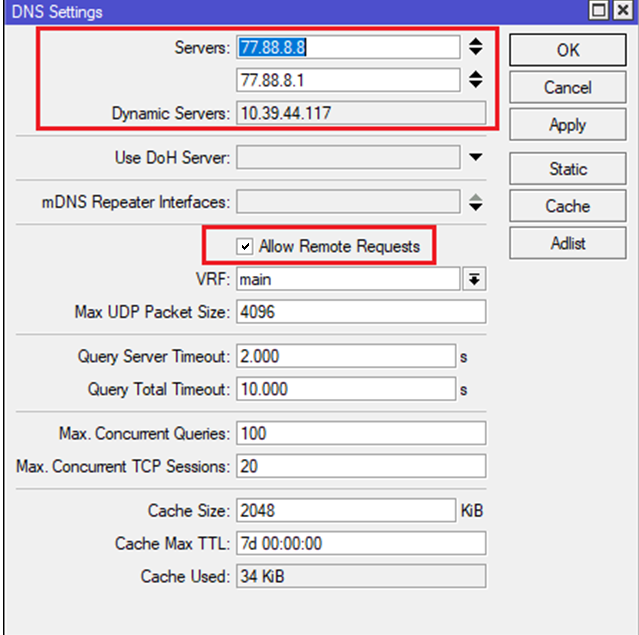 DNS Settings
Servers: 77.88.8.8
77.88.8.1
Dynamic Servers: 10.39.44.117
Use DoH Server:
mDNS Repeater Interfaces:
Allow Remote Requests
VRF: main
Max UDP Packet Size: 4096
Query Server Timeout: 2.000 s
Query Total Timeout: 10.000 s
Max. Concurrent Queries: 100
Max. Concurrent TCP Sessions: 20
Cache Size: 2048 KiB
Cache Max TTL: 7d 00:00:00
Cache Used: 34 KiB
OK
Cancel
Apply
Static
Cache
Adlist